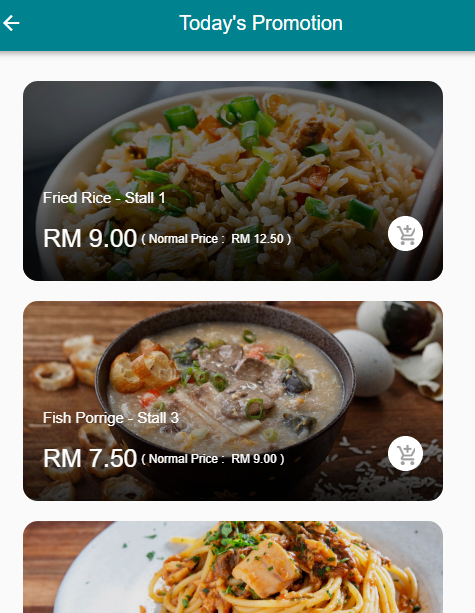 Today's Promotion
Fried Rice - Stall 1
RM 9.00 ( Normal Price : RM 12.50 )
Fish Porrige - Stall 3
RM 7.50 ( Normal Price : RM 9.00 )